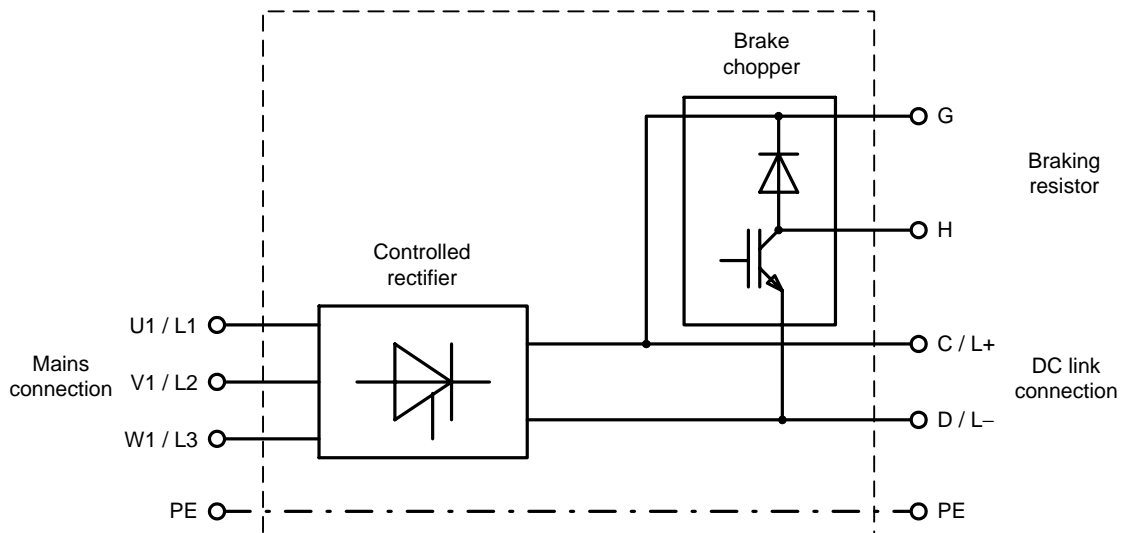 Brake
chopper
G
Braking
resistor
H
Controlled
rectifier
U1 / L1
C / L+
Mains
connection
V1 / L2
DC link
connection
W1 / L3
D / L−
PE
PE